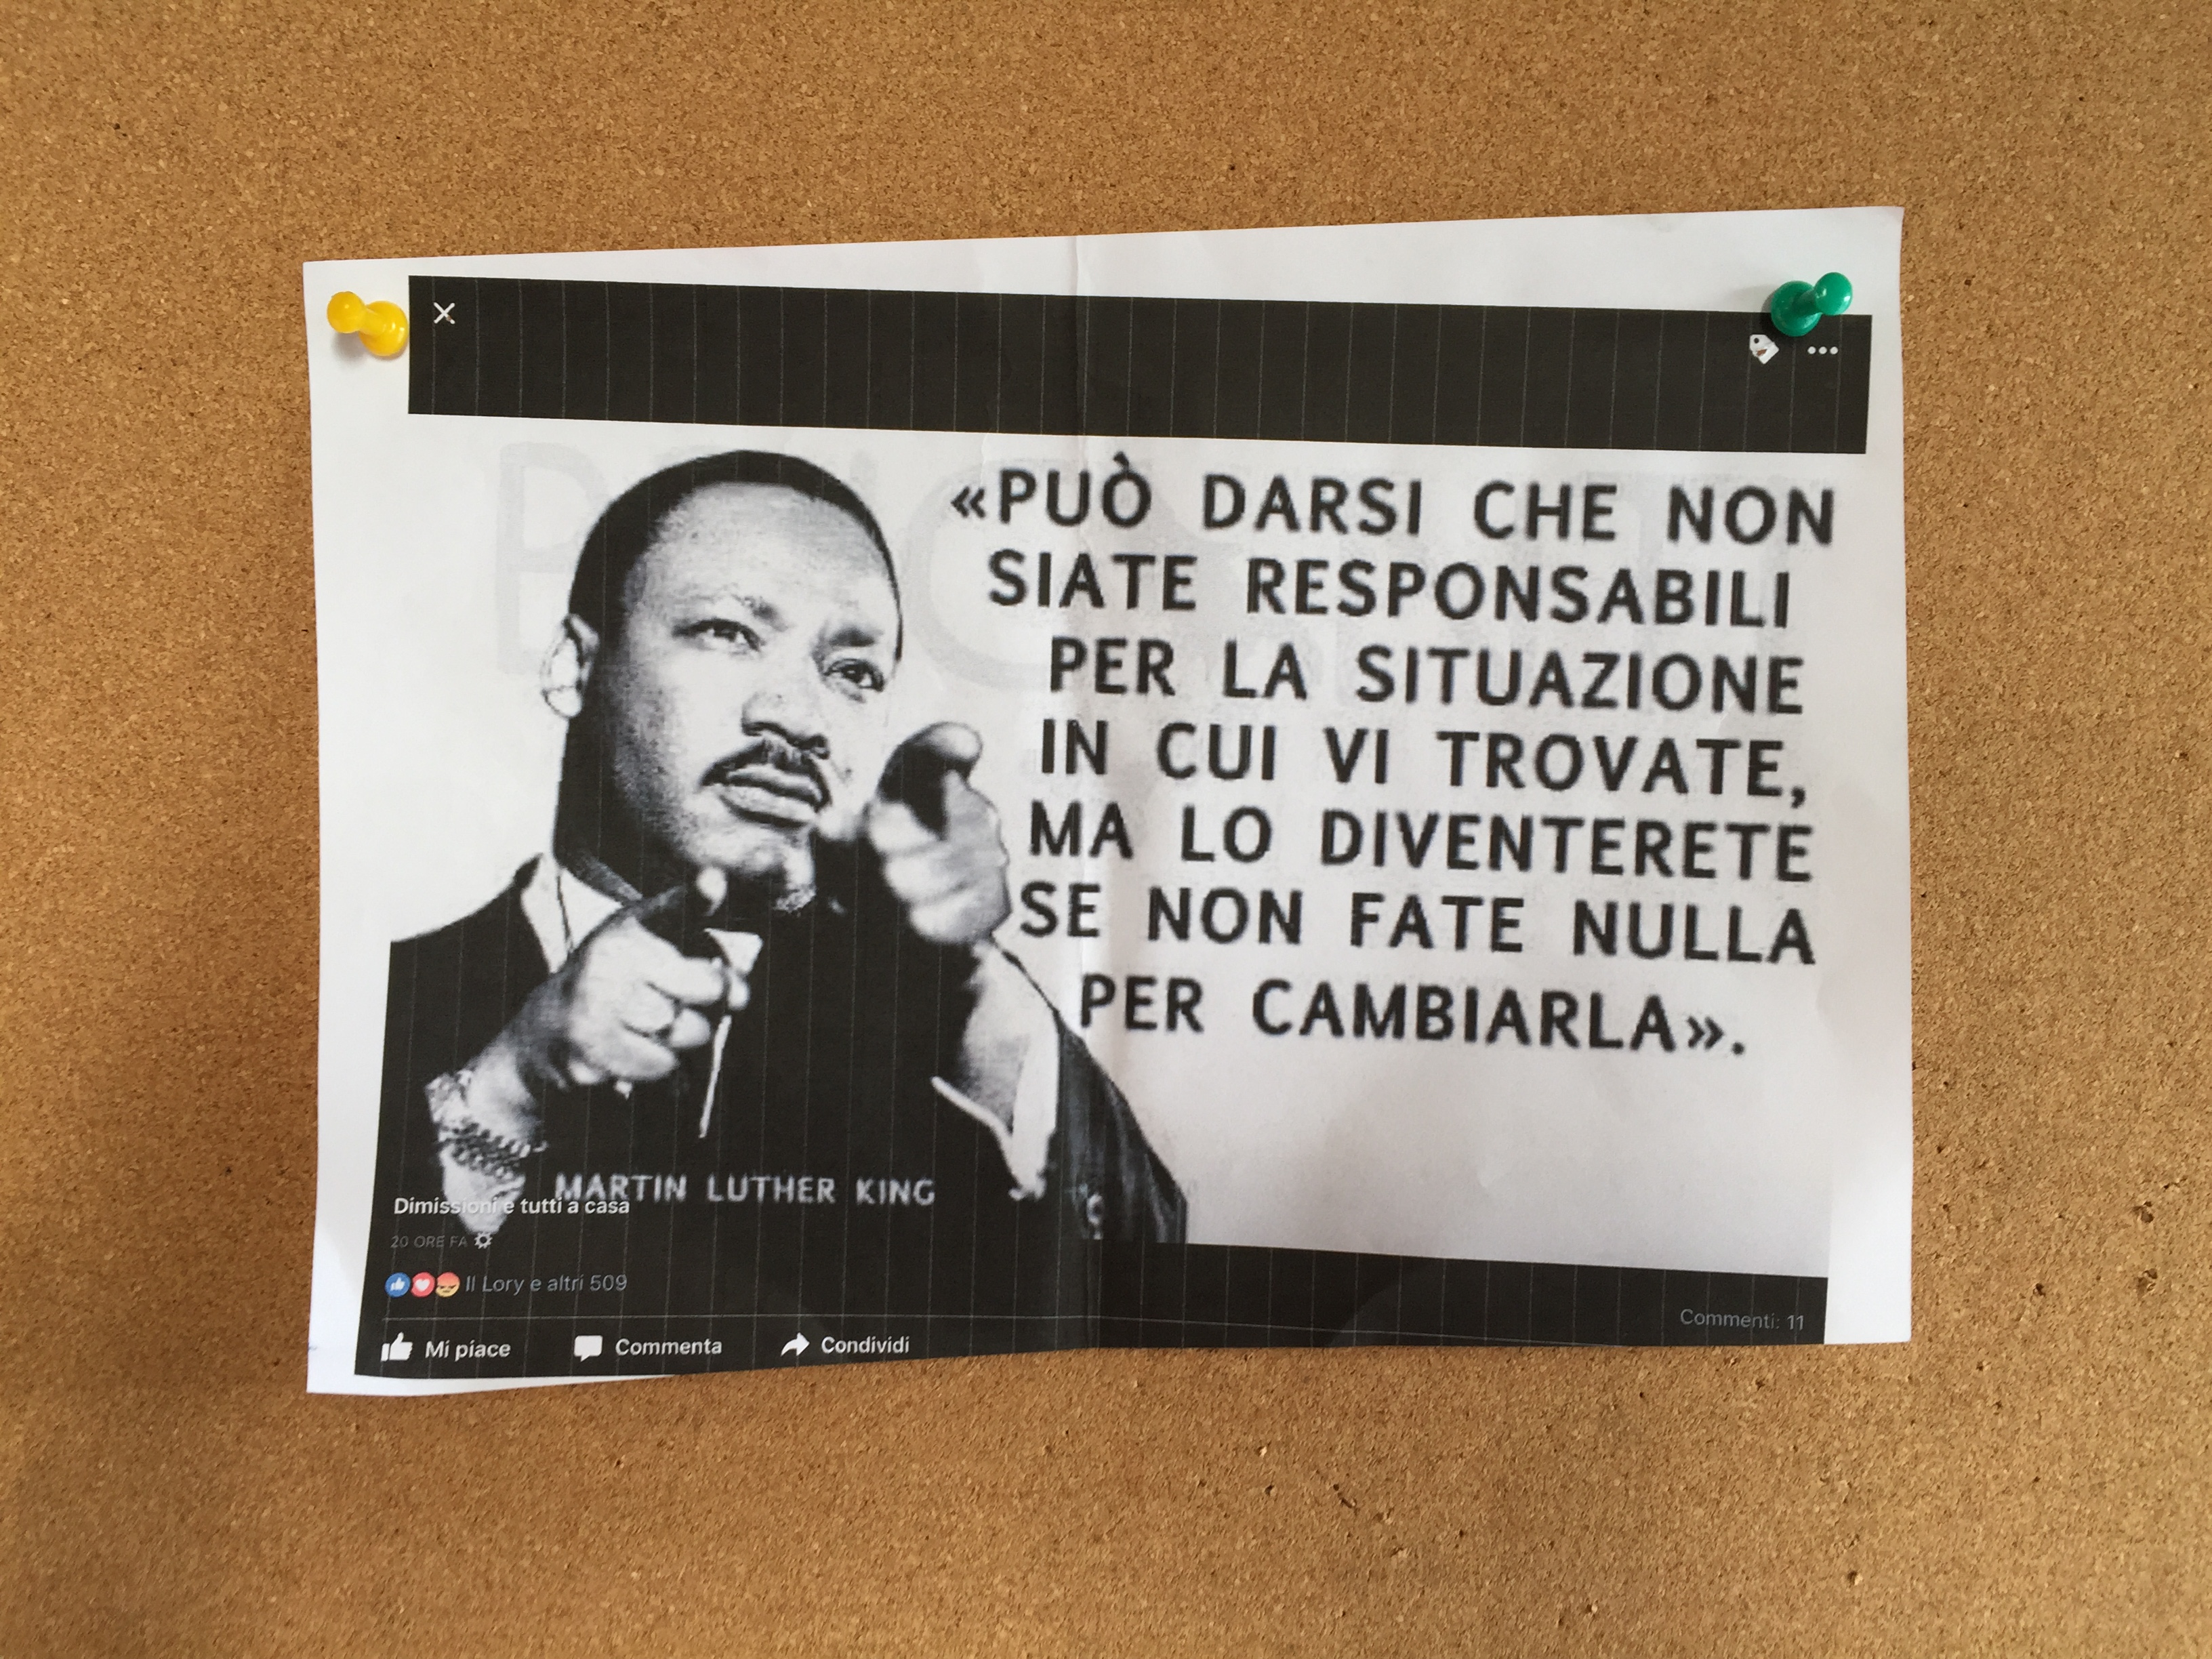 «PUÒ DARSI CHE NON
SIATE RESPONSABILI
PER LA SITUAZIONE
IN CUI VI TROVATE,
MA LO DIVENTERETE
SE NON FATE NULLA
PER CAMBIARLA».
MARTIN LUTHER KING
Dimissioni e tutti a casa
20 ORE FA
Il Lory e altri 509
Commenti: 11
Mi piace Commenta Condividi